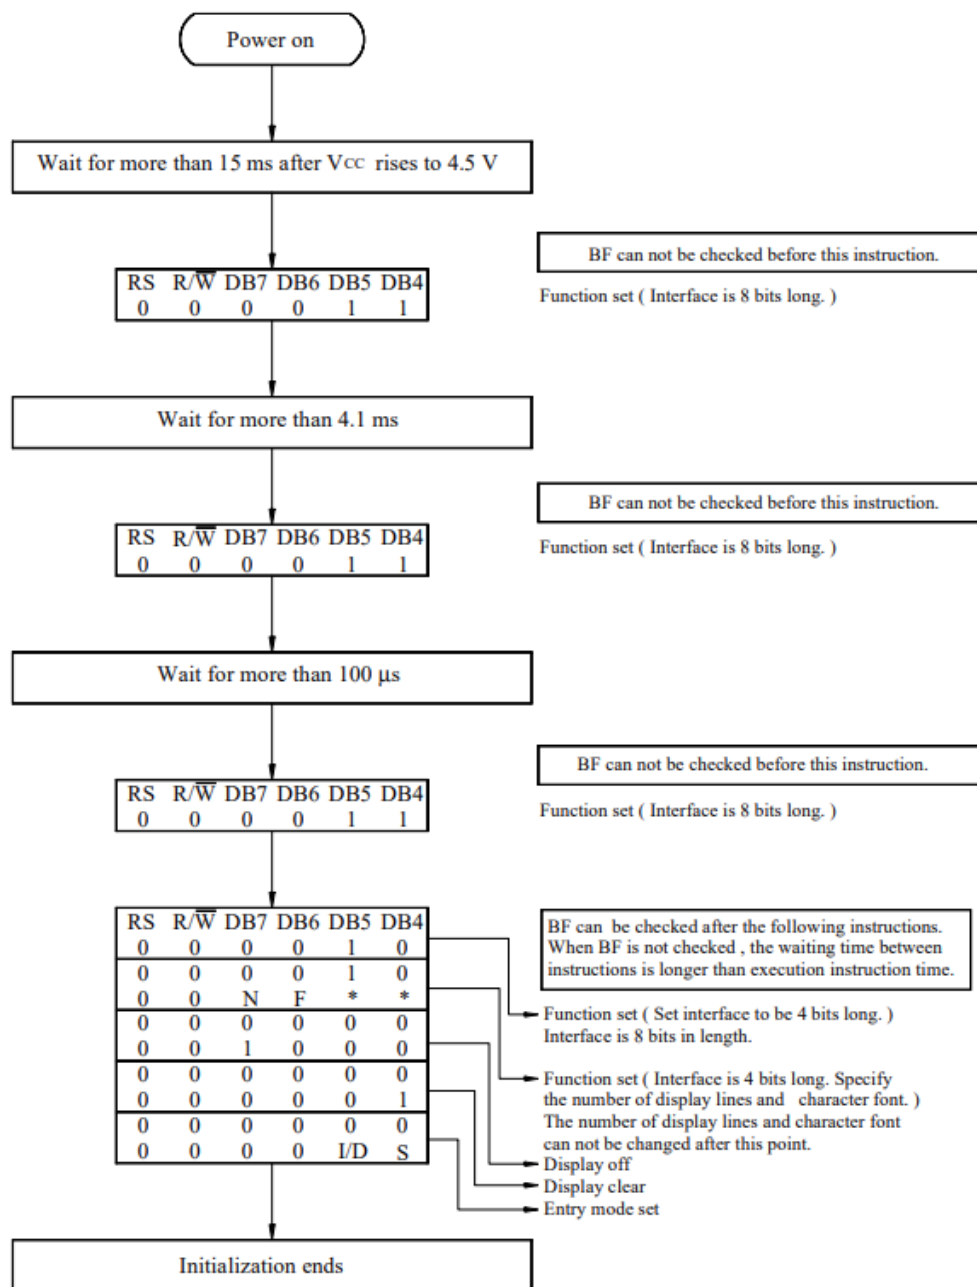 Power on
Wait for more than 15 ms after VCC rises to 4.5 V
BF can not be checked before this instruction.
RS R/W DB7 DB6 DB5 DB4
0 0 0 0 1 1
Function set ( Interface is 8 bits long. )
Wait for more than 4.1 ms
BF can not be checked before this instruction.
RS R/W DB7 DB6 DB5 DB4
0 0 0 0 1 1
Function set ( Interface is 8 bits long. )
Wait for more than 100 µs
BF can not be checked before this instruction.
RS R/W DB7 DB6 DB5 DB4
0 0 0 0 1 1
Function set ( Interface is 8 bits long. )
RS R/W DB7 DB6 DB5 DB4
0 0 0 0 1 0
0 0 0 0 1 0
0 0 N F * *
0 0 0 0 0 0
0 0 1 0 0 0
0 0 0 0 0 0
0 0 0 0 0 1
0 0 0 0 0 0
0 0 0 0 I/D S
BF can be checked after the following instructions.
When BF is not checked , the waiting time between
instructions is longer than execution instruction time.
Function set ( Set interface to be 4 bits long. )
Interface is 8 bits in length.
Function set ( Interface is 4 bits long. Specify
the number of display lines and character font. )
The number of display lines and character font
can not be changed after this point.
Display off
Display clear
Entry mode set
Initialization ends